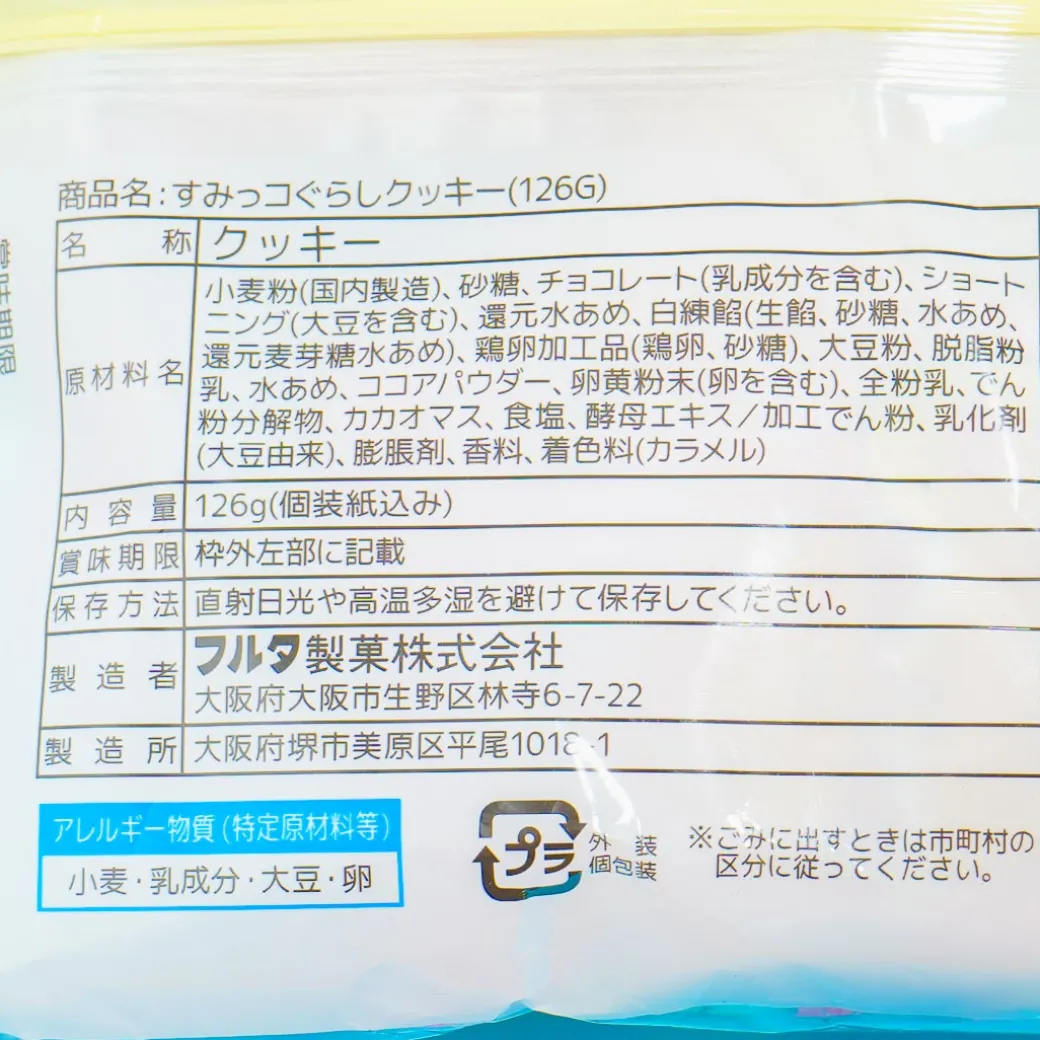 商品名:すみっコぐらしクッキー(126G)
名称 クッキー
原材料名 小麦粉(国内製造)、砂糖、チョコレート(乳成分を含む)、ショート
ニング(大豆を含む)、還元水あめ、白練餡(生餡、砂糖、水あめ、
還元麦芽糖水あめ)、鶏卵加工品(鶏卵、砂糖)、大豆粉、脱脂粉
乳、水あめ、ココアパウダー、卵黄粉末(卵を含む)、全粉乳、でん
粉分解物、カカオマス、食塩、酵母エキス/加工でん粉、乳化剤
(大豆由来)、膨脹剤、香料、着色料(カラメル)
内容量 126g(個装紙込み)
賞味期限 枠外左部に記載
保存方法 直射日光や高温多湿を避けて保存してください。
製造者 フルタ製菓株式会社
大阪府大阪市生野区林寺6-7-22
製造所 大阪府堺市美原区平尾1018-1
アレルギー物質(特定原材料等)
小麦・乳成分・大豆・卵
プラ
外装
個包装
※ごみに出すときは市町村の
区分に従ってください。
賞味期限